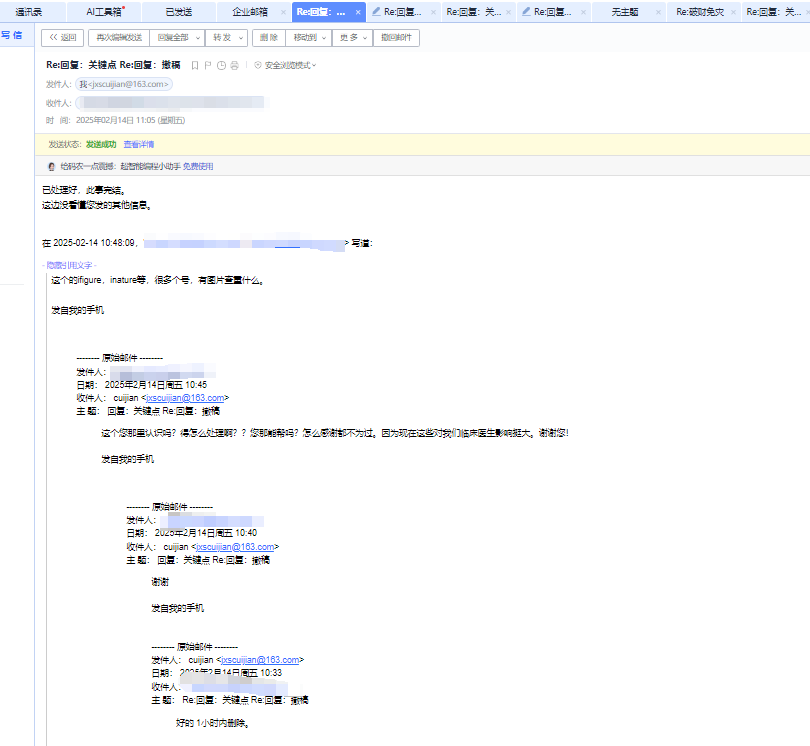 通讯录 AI工具箱 已发送 企业邮箱 × Re:回复：... × Re:回复... × Re:回复：关... × Re:回复... × 无主题 × Re:破财免灾 × Re:回复：关...
写 信
<< 返回 再次编辑发送 回复全部 转 发 删 除 移动到 更 多 撤回邮件
Re:回复：关键点 Re:回复：撤稿 安全浏览模式
发件人： 我<jxscuijian@163.com>
收件人：
时 间： 2025年02月14日 11:05 (星期五)
发送状态： 发送成功 查看详情
给码农一点震撼：超智能编程小助手 免费使用
已处理好，此事完结。
这边没看懂您发的其他信息。
在 2025-02-14 10:48:09， > 写道：
- 隐藏引用文字 -
这个的ifigure，inature等，很多个号，有图片查重什么。
发自我的手机
-------- 原始邮件 --------
发件人：
日期： 2025年2月14日周五 10:45
收件人： cuijian <jxscuijian@163.com>
主 题： 回复：关键点 Re:回复：撤稿
这个您那里认识吗？得怎么处理啊？？您那能帮吗？怎么感谢都不为过。因为现在这些对我们临床医生影响挺大。谢谢您！
发自我的手机
-------- 原始邮件 --------
发件人：
日期： 2025年2月14日周五 10:40
收件人： cuijian <jxscuijian@163.com>
主 题： 回复：关键点 Re:回复：撤稿
谢谢
发自我的手机
-------- 原始邮件 --------
发件人： cuijian <jxscuijian@163.com>
日期： 2025年2月14日周五 10:33
收件人：
主 题： Re:回复：关键点 Re:回复：撤稿
好的 1小时内删除。